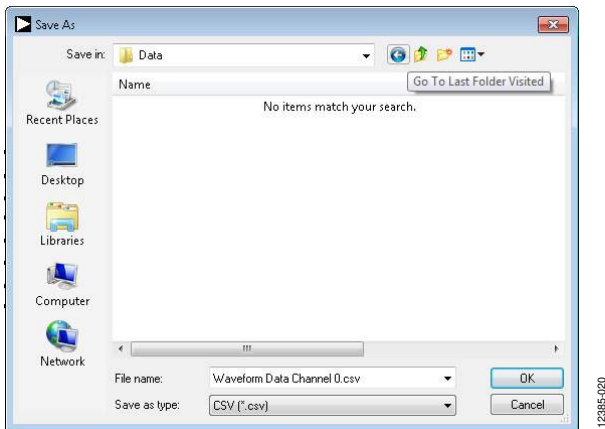 Save As
Save in:
Data
Go To Last Folder Visited
Name
No items match your search.
Recent Places
Desktop
Libraries
Computer
Network
File name:
Waveform Data Channel 0.csv
OK
Save as type:
CSV (*.csv)
Cancel
12385-020